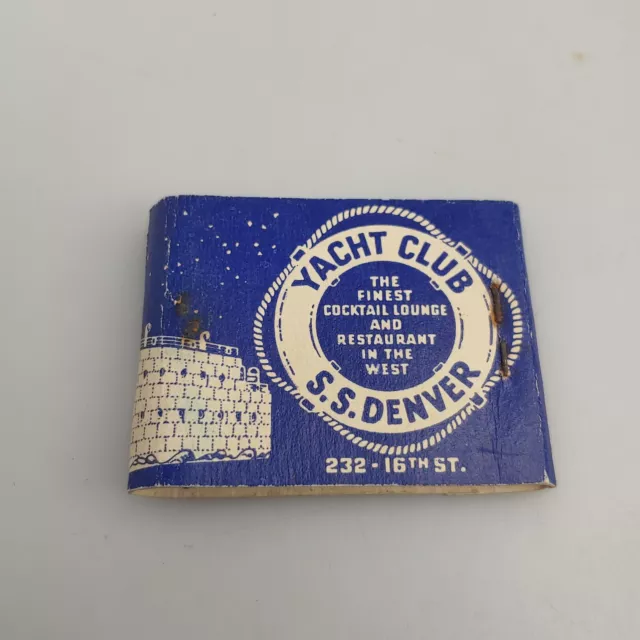 YACHT CLUB
THE
FINEST
COCKTAIL LOUNGE
AND
RESTAURANT
IN THE
WEST
S.S. DENVER
232 - 16TH ST.